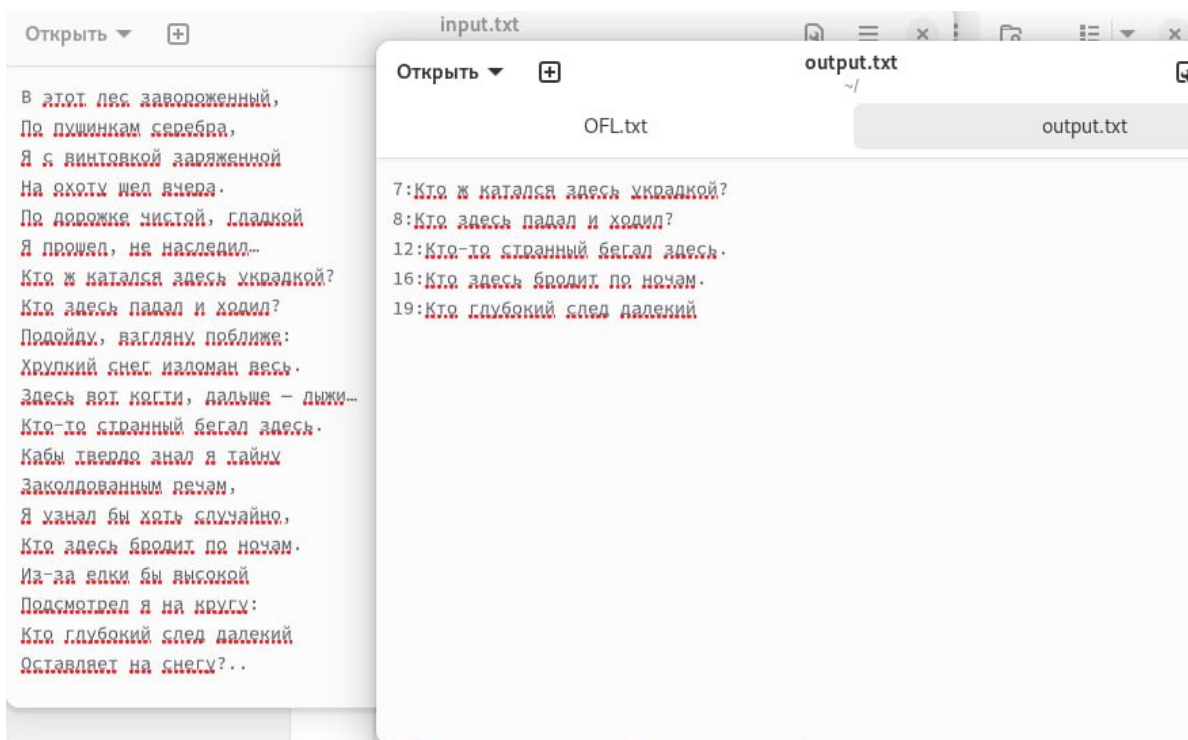 Открыть
input.txt
В этот лес завороженный,
По пушинкам серебра,
Я с винтовкой заряженной
На охоту шел вчера.
По дорожке чистой, гладкой
Я прошел, не наследил…
Кто ж катался здесь украдкой?
Кто здесь падал и ходил?
Подойду, взгляну поближе:
Хрупкий снег изломан весь.
Здесь вот когти, дальше — лыжи…
Кто-то странный бегал здесь.
Кабы твердо знал я тайну
Заколдованным речам,
Я узнал бы хоть случайно,
Кто здесь бродит по ночам.
Из-за елки бы высокой
Подсмотрел я на кругу:
Кто глубокий след далекий
Оставляет на снегу?..
Открыть
output.txt
~/
OFL.txt
output.txt
7:Кто ж катался здесь украдкой?
8:Кто здесь падал и ходил?
12:Кто-то странный бегал здесь.
16:Кто здесь бродит по ночам.
19:Кто глубокий след далекий